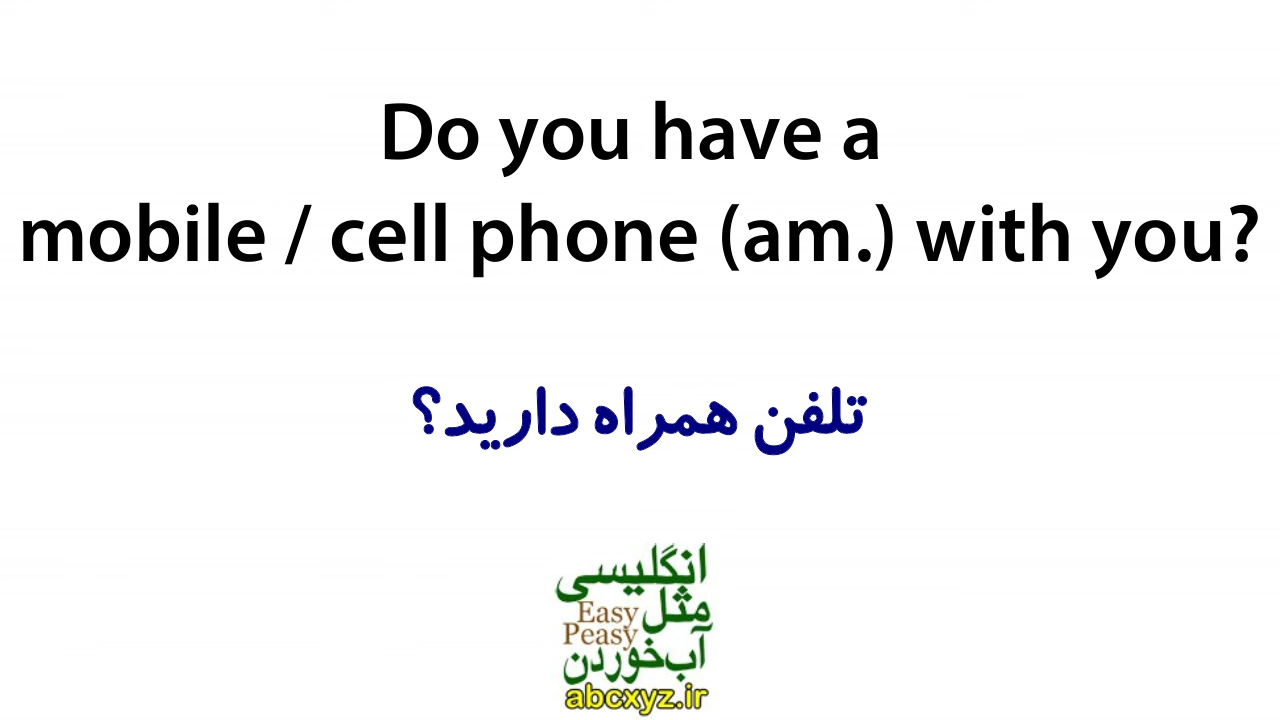 Do you have a
mobile / cell phone (am.) with you?
تلفن همراه دارید؟
انگلیسی
مثل
Easy
Peasy
آب‌خوردن
abcxyz.ir